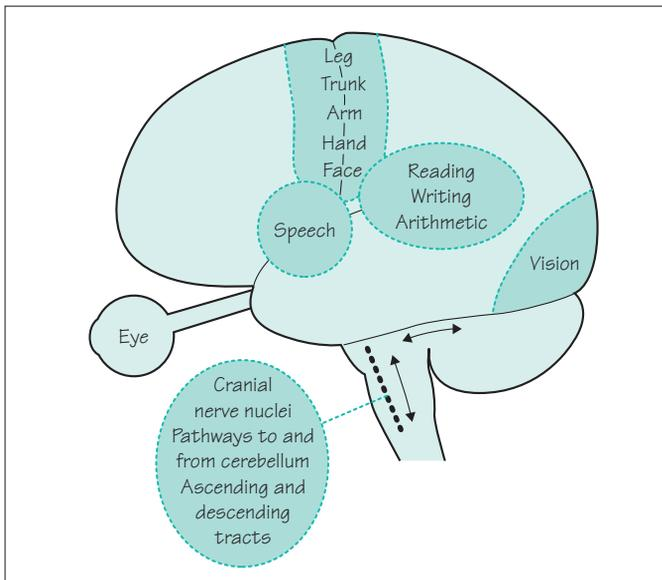 Leg
Trunk
Arm
Hand
Face
Reading
Writing
Arithmetic
Speech
Vision
Eye
Cranial
nerve nuclei
Pathways to and
from cerebellum
Ascending and
descending
tracts